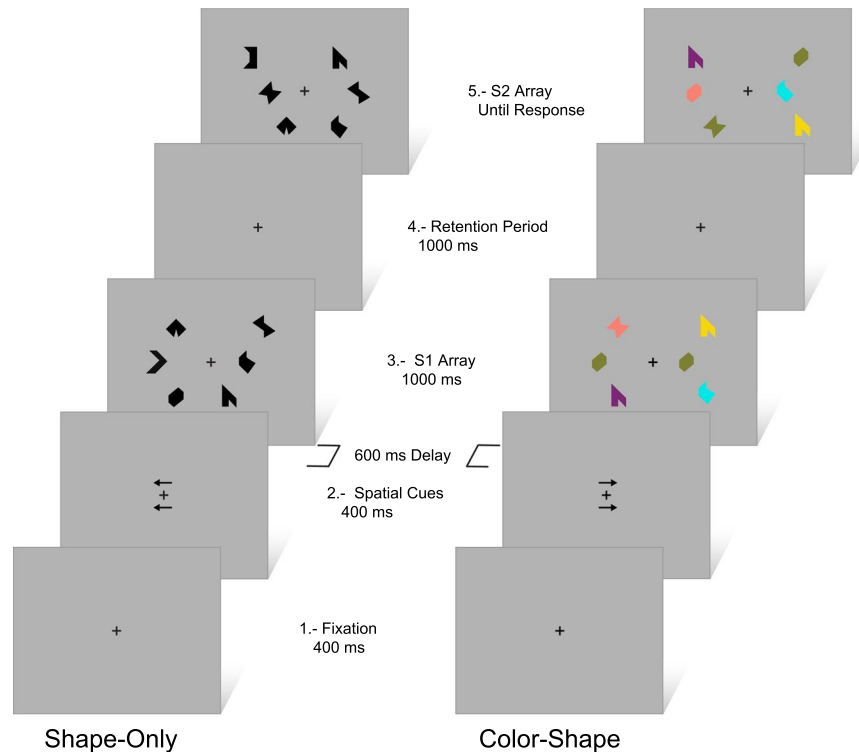 5.- S2 Array
Until Response
4.- Retention Period
1000 ms
3.- S1 Array
1000 ms
600 ms Delay
2.- Spatial Cues
400 ms
1.- Fixation
400 ms
Shape-Only
Color-Shape